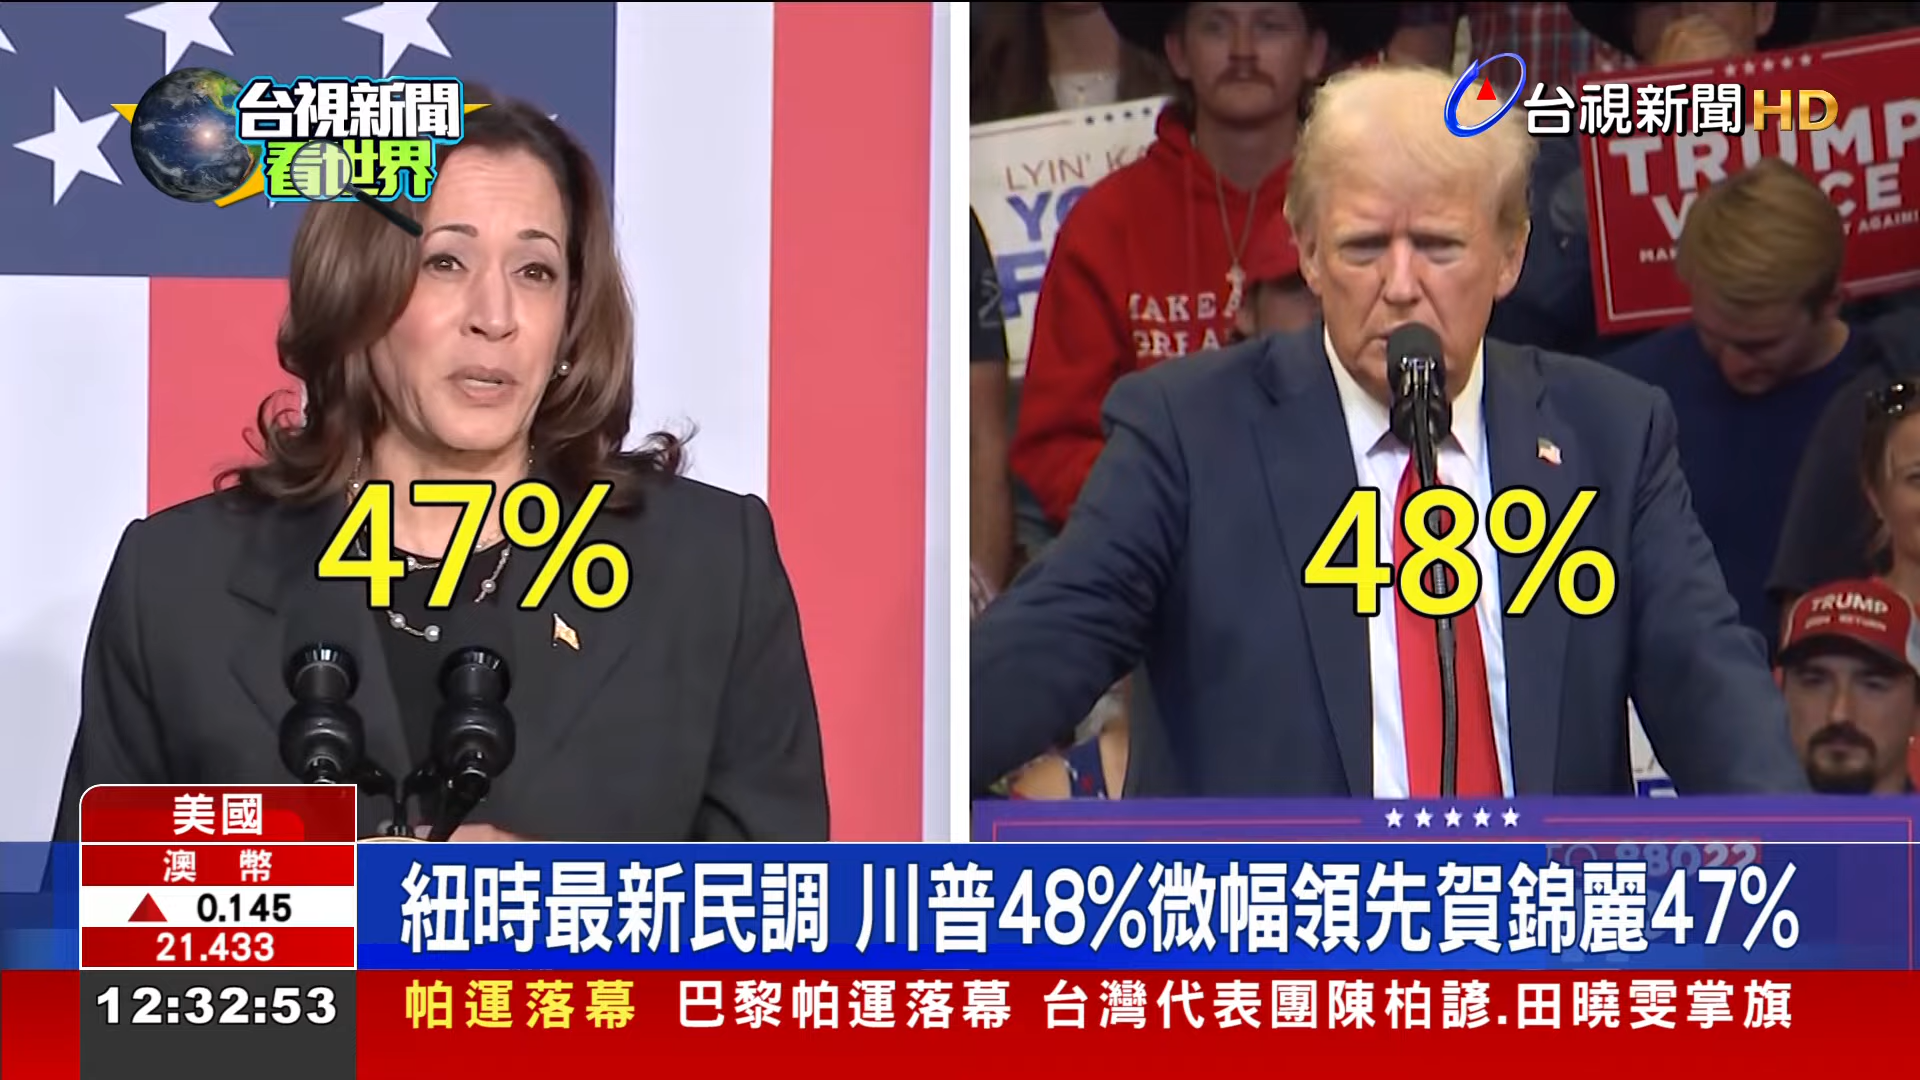 台視新聞
看世界
台視新聞HD
LYIN' KA
MAKE A
GREA
TRUMP
TRUMP
47%
48%
美國
澳幣
▲ 0.145
21.433
88022
紐時最新民調 川普48%微幅領先賀錦麗47%
12:32:53
帕運落幕 巴黎帕運落幕 台灣代表團陳柏諺.田曉雯掌旗